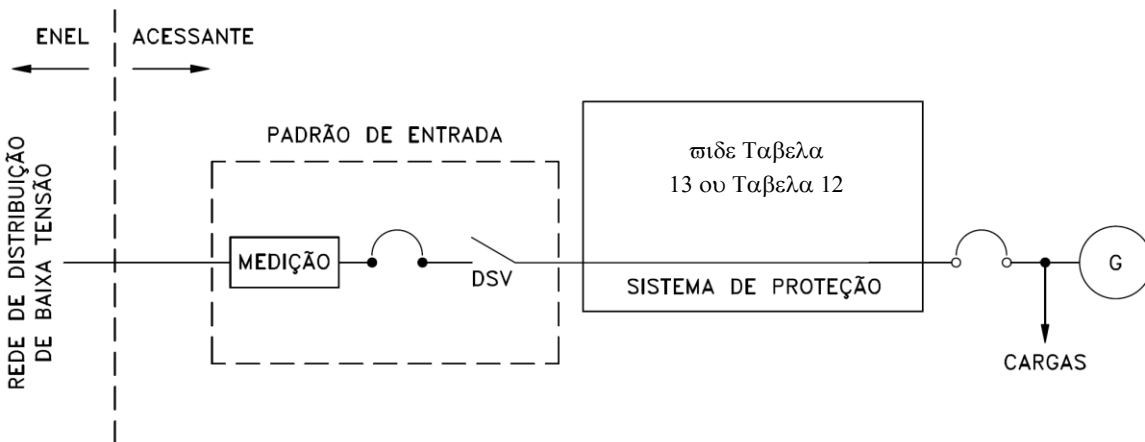 ENEL
ACESSANTE
REDE DE DISTRIBUIÇÃO
DE BAIXA TENSÃO
PADRÃO DE ENTRADA
MEDIÇÃO
DSV
ϖιδε Ταβελα
13 ου Ταβελα 12
SISTEMA DE PROTEÇÃO
G
CARGAS